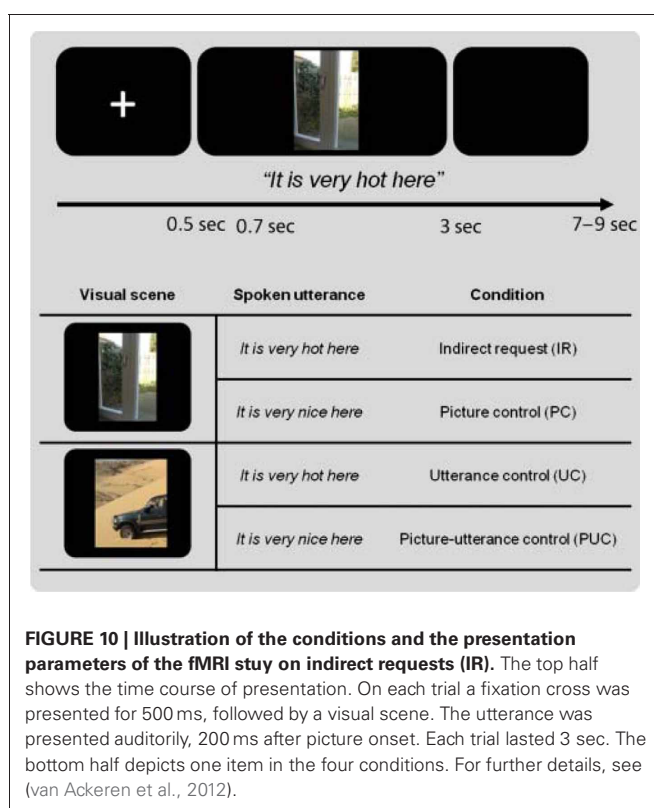 “It is very hot here”
0.5 sec 0.7 sec 3 sec 7–9 sec
Visual scene Spoken utterance Condition
It is very hot here Indirect request (IR)
It is very nice here Picture control (PC)
It is very hot here Utterance control (UC)
It is very nice here Picture-utterance control (PUC)
FIGURE 10 | Illustration of the conditions and the presentation
parameters of the fMRI stuy on indirect requests (IR). The top half
shows the time course of presentation. On each trial a fixation cross was
presented for 500 ms, followed by a visual scene. The utterance was
presented auditorily, 200 ms after picture onset. Each trial lasted 3 sec. The
bottom half depicts one item in the four conditions. For further details, see
(van Ackeren et al., 2012).